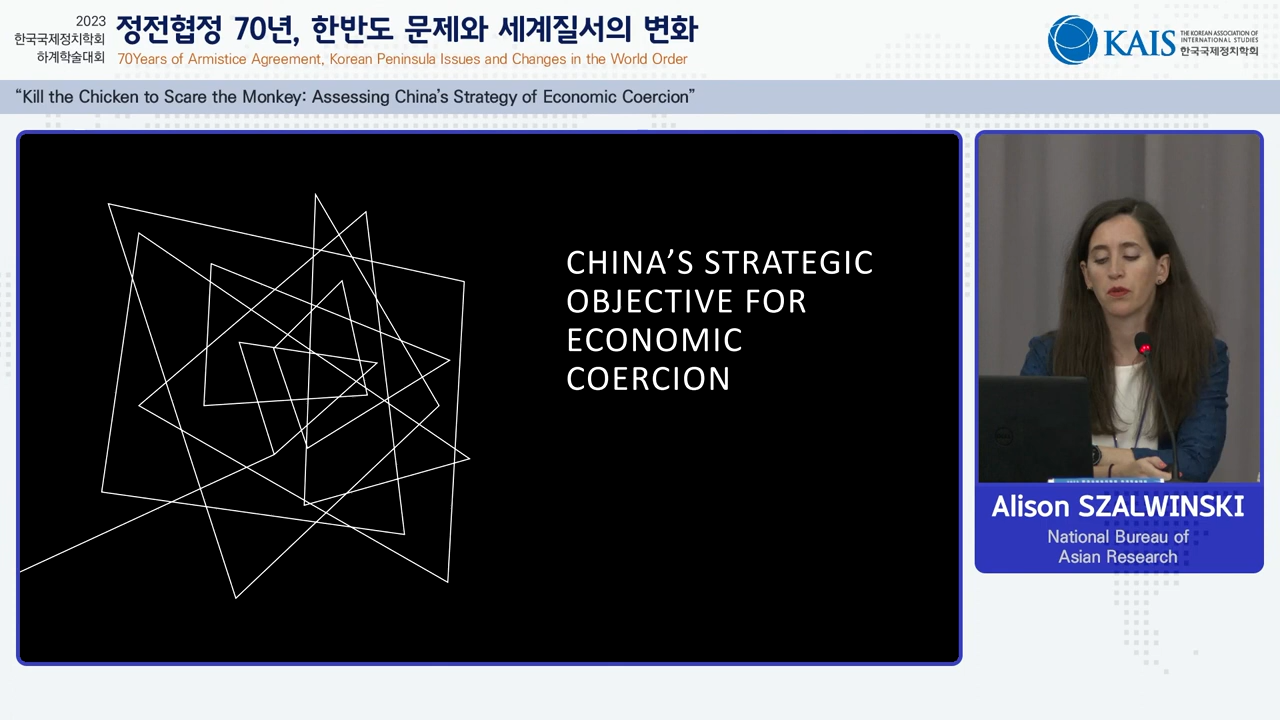 2023
한국국제정치학회
하계학술대회
정전협정 70년, 한반도 문제와 세계질서의 변화
70Years of Armistice Agreement, Korean Peninsula Issues and Changes in the World Order
KAIS
THE KOREAN ASSOCIATION OF
INTERNATIONAL STUDIES
한국국제정치학회
“Kill the Chicken to Scare the Monkey: Assessing China’s Strategy of Economic Coercion”
CHINA’S STRATEGIC
OBJECTIVE FOR
ECONOMIC
COERCION
Alison SZALWINSKI
National Bureau of
Asian Research